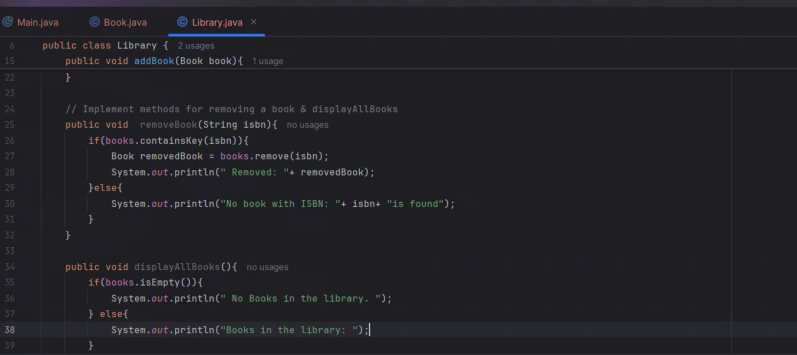 Main.java Book.java Library.java ×
6 public class Library { 2 usages
15 public void addBook(Book book){ 1 usage
22 }
23
24 // Implement methods for removing a book & displayAllBooks
25 public void removeBook(String isbn){ no usages
26 if(books.containsKey(isbn)){
27 Book removedBook = books.remove(isbn);
28 System.out.println(" Removed: "+ removedBook);
29 }else{
30 System.out.println("No book with ISBN: "+ isbn+ "is found");
31 }
32 }
33
34 public void displayAllBooks(){ no usages
35 if(books.isEmpty()){
36 System.out.println(" No Books in the library. ");
37 } else{
38 System.out.println("Books in the library: ");
39 }